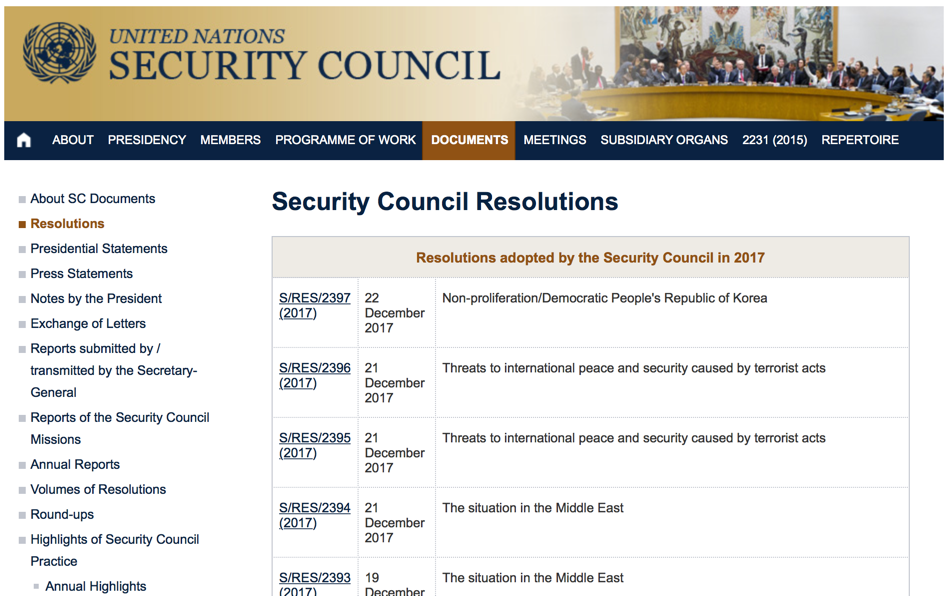 UNITED NATIONS
SECURITY COUNCIL
ABOUT PRESIDENCY MEMBERS PROGRAMME OF WORK DOCUMENTS MEETINGS SUBSIDIARY ORGANS 2231 (2015) REPERTOIRE
About SC Documents
Resolutions
Presidential Statements
Press Statements
Notes by the President
Exchange of Letters
Reports submitted by /
transmitted by the Secretary-
General
Reports of the Security Council
Missions
Annual Reports
Volumes of Resolutions
Round-ups
Highlights of Security Council
Practice
Annual Highlights
Security Council Resolutions
Resolutions adopted by the Security Council in 2017
S/RES/2397 22 Non-proliferation/Democratic People's Republic of Korea
(2017) December
2017
S/RES/2396 21 Threats to international peace and security caused by terrorist acts
(2017) December
2017
S/RES/2395 21 Threats to international peace and security caused by terrorist acts
(2017) December
2017
S/RES/2394 21 The situation in the Middle East
(2017) December
2017
S/RES/2393 19 The situation in the Middle East
(2017) December